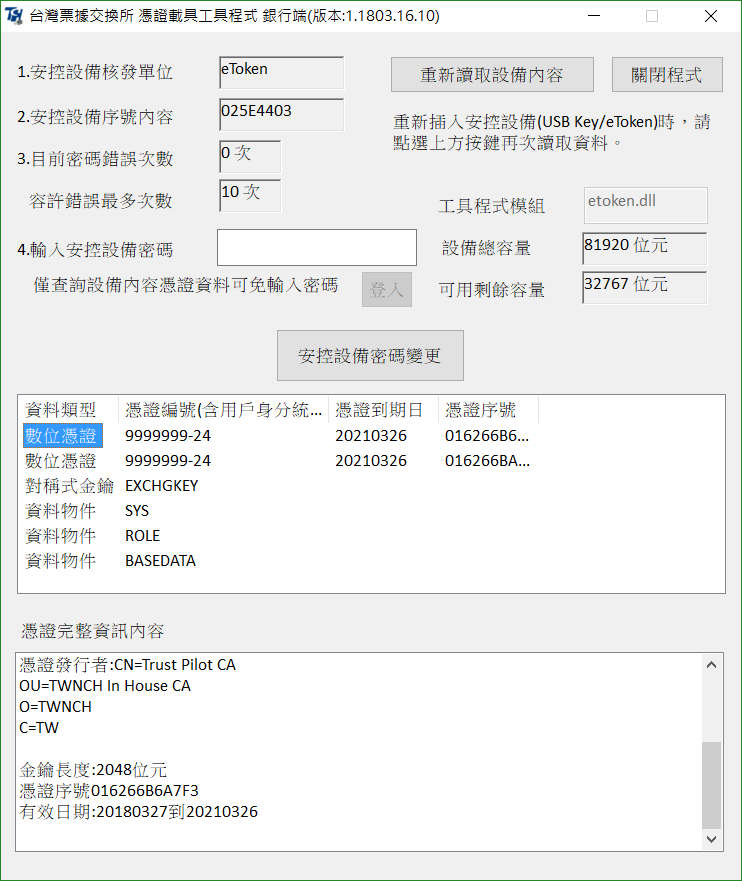 台灣票據交換所 憑證載具工具程式 銀行端(版本:1.1803.16.10)
1.安控設備核發單位
eToken
重新讀取設備內容
關閉程式
2.安控設備序號內容
025E4403
重新插入安控設備(USB Key/eToken)時，請
點選上方按鍵再次讀取資料。
3.目前密碼錯誤次數
0 次
容許錯誤最多次數
10 次
工具程式模組
etoken.dll
4.輸入安控設備密碼
設備總容量
81920 位元
僅查詢設備內容憑證資料可免輸入密碼
登入
可用剩餘容量
32767 位元
安控設備密碼變更
資料類型 憑證編號(含用戶身分統... 憑證到期日 憑證序號
數位憑證 9999999-24 20210326 016266B6...
數位憑證 9999999-24 20210326 016266BA...
對稱式金鑰 EXCHGKEY
資料物件 SYS
資料物件 ROLE
資料物件 BASEDATA
憑證完整資訊內容
憑證發行者:CN=Trust Pilot CA
OU=TWNCH In House CA
O=TWNCH
C=TW
金鑰長度:2048位元
憑證序號016266B6A7F3
有效日期:20180327到20210326